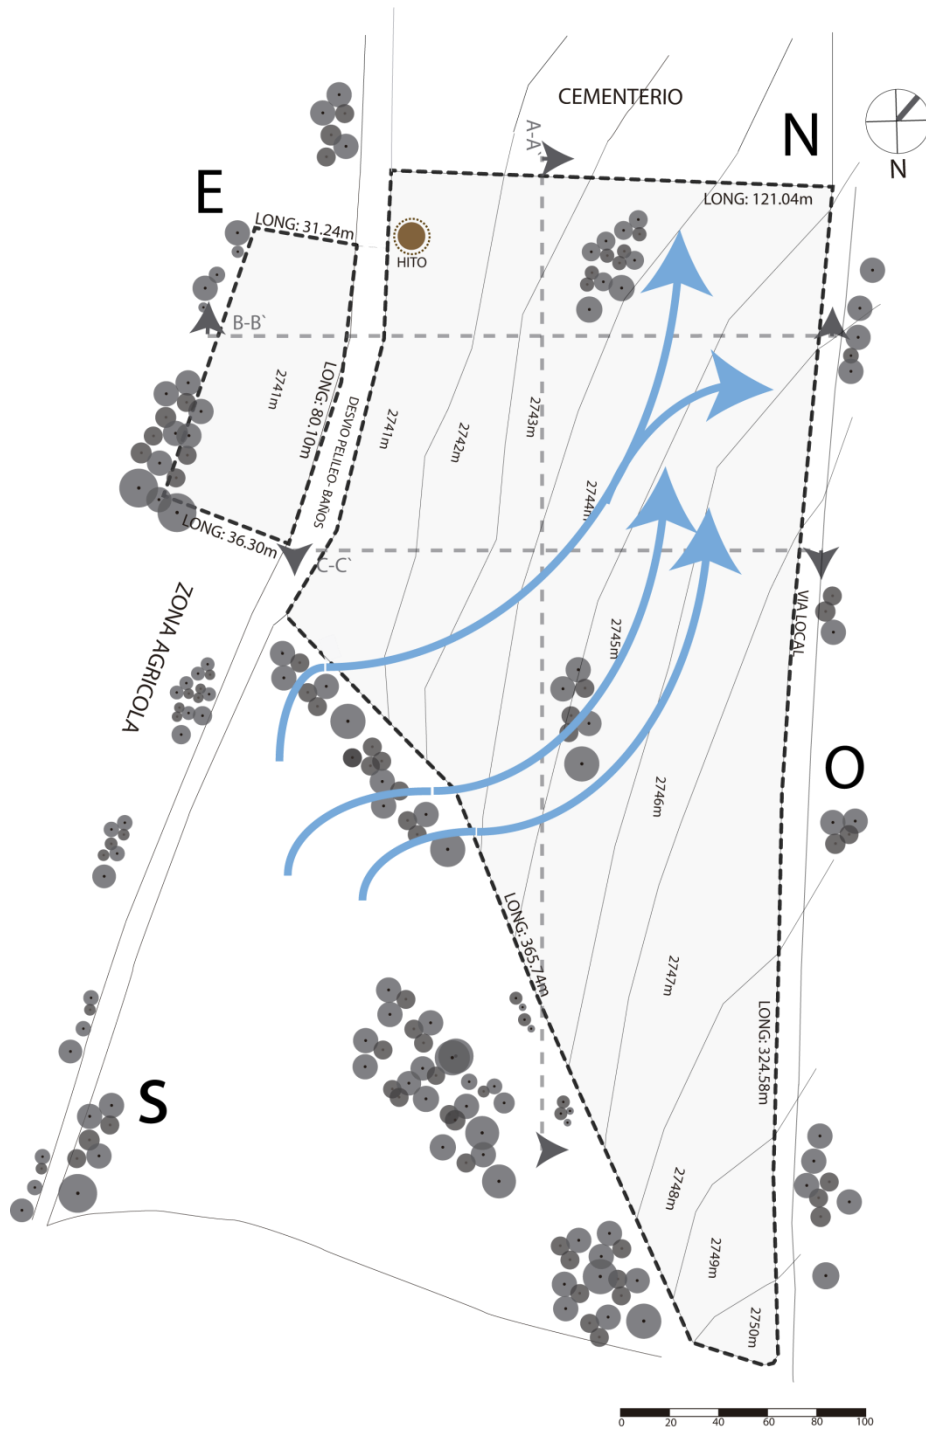 CEMENTERIO
A-A`
N
N
E
LONG: 121.04m
LONG: 31.24m
HITO
B-B`
LONG: 80.10m
DESVIO PELILEO- BAÑOS
2741m
2741m
2742m
2743m
2744m
LONG: 36.30m
C-C`
ZONA AGRICOLA
VIA LOCAL
2745m
O
2746m
LONG: 365.74m
2747m
LONG: 324.58m
S
2748m
2749m
2750m
0 20 40 60 80 100